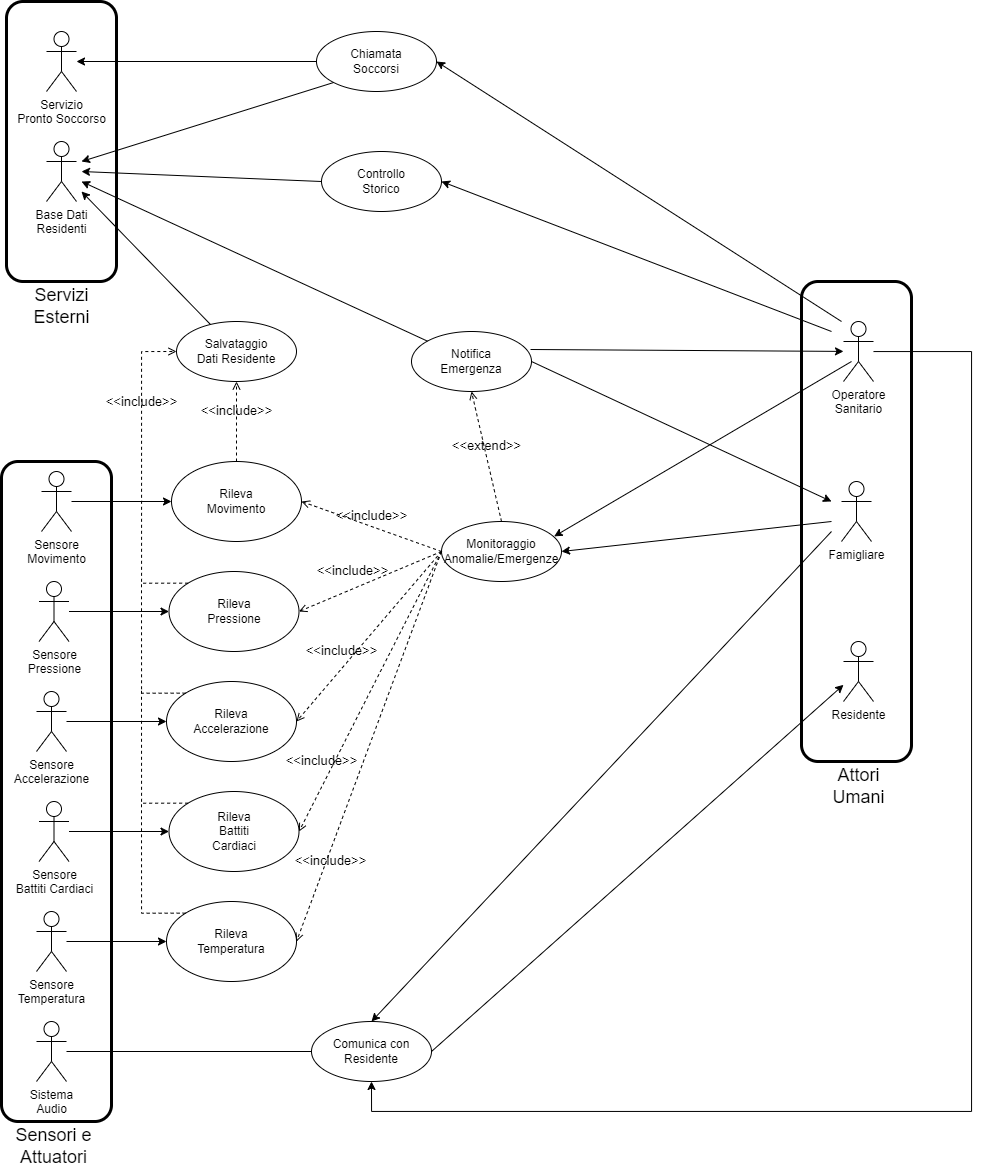 Servizio
Pronto Soccorso
Chiamata
Soccorsi
Base Dati
Residenti
Controllo
Storico
Servizi
Esterni
Salvataggio
Dati Residente
Notifica
Emergenza
Operatore
Sanitario
<<include>>
<<include>>
<<extend>>
Sensore
Movimento
Rileva
Movimento
<<include>>
Monitoraggio
Anomalie/Emergenze
Famigliare
<<include>>
Sensore
Pressione
Rileva
Pressione
<<include>>
Sensore
Accelerazione
Rileva
Accelerazione
Residente
<<include>>
Attori
Umani
Sensore
Battiti Cardiaci
Rileva
Battiti
Cardiaci
<<include>>
Sensore
Temperatura
Rileva
Temperatura
Sistema
Audio
Comunica con
Residente
Sensori e
Attuatori